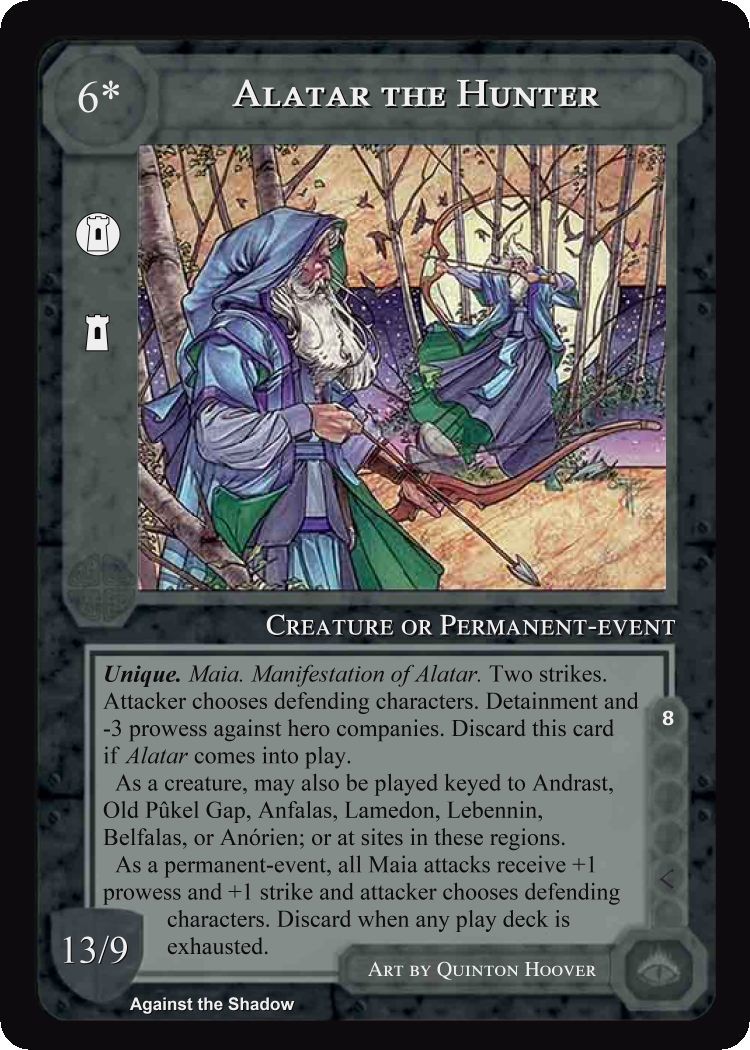 6*
Alatar the Hunter
Creature or Permanent-event
Unique. Maia. Manifestation of Alatar. Two strikes.
Attacker chooses defending characters. Detainment and
-3 prowess against hero companies. Discard this card
if Alatar comes into play.
As a creature, may also be played keyed to Andrast,
Old Pûkel Gap, Anfalas, Lamedon, Lebennin,
Belfalas, or Anórien; or at sites in these regions.
As a permanent-event, all Maia attacks receive +1
prowess and +1 strike and attacker chooses defending
characters. Discard when any play deck is
exhausted.
8
13/9
Art by Quinton Hoover
Against the Shadow